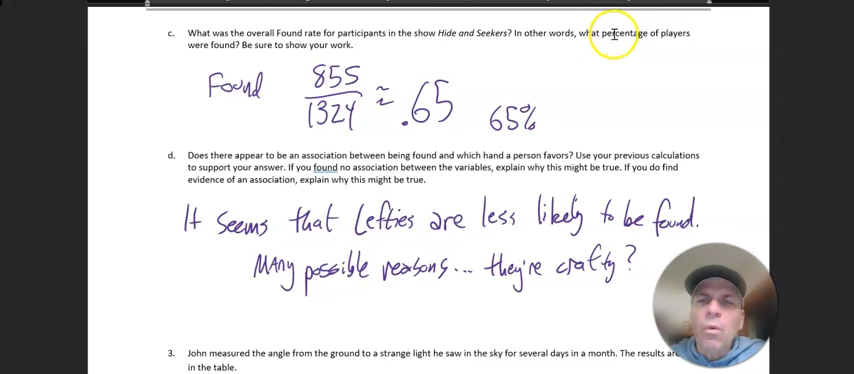 c. What was the overall Found rate for participants in the show Hide and Seekers? In other words, what percentage of players
were found? Be sure to show your work.
Found 855/1324 ≈ .65 65%
d. Does there appear to be an association between being found and which hand a person favors? Use your previous calculations
to support your answer. If you found no association between the variables, explain why this might be true. If you do find
evidence of an association, explain why this might be true.
It seems that Lefties are less likely to be found.
MANy possible reasons... they're crafty?
3. John measured the angle from the ground to a strange light he saw in the sky for several days in a month. The results are
in the table.